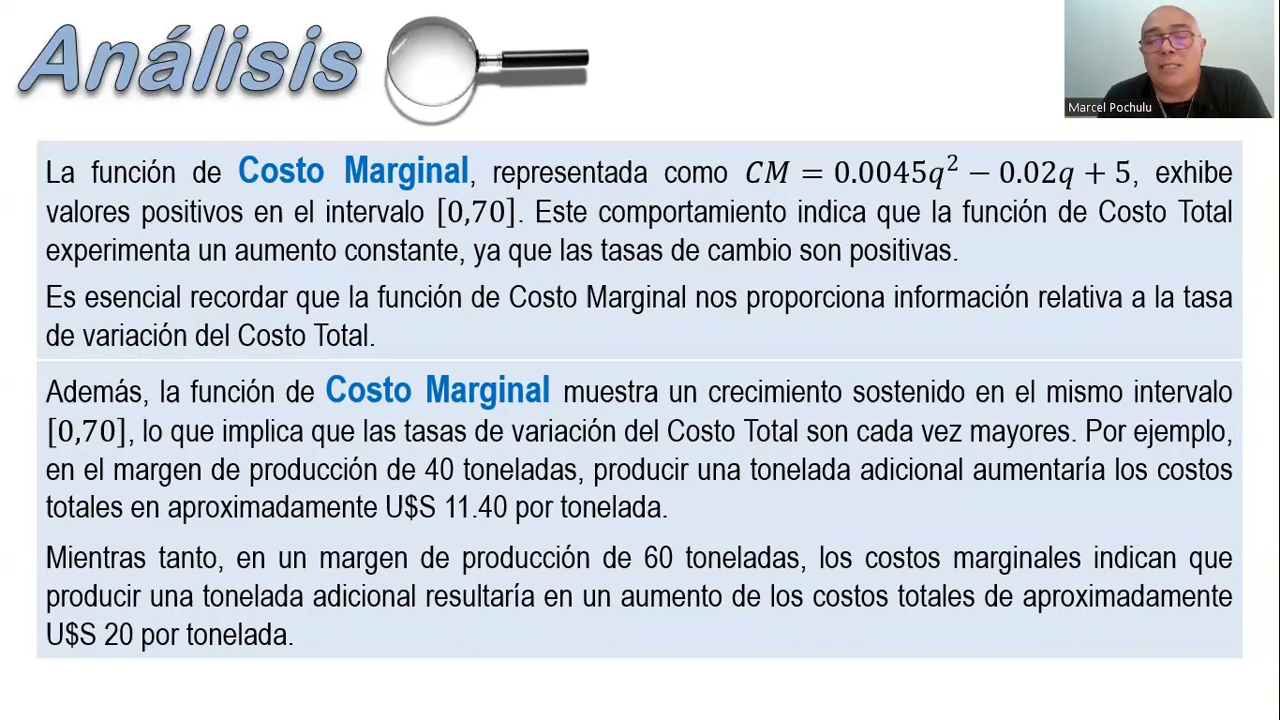 Análisis
Marcel Pochulu
La función de Costo Marginal, representada como CM = 0.0045q² − 0.02q + 5, exhibe
valores positivos en el intervalo [0,70]. Este comportamiento indica que la función de Costo Total
experimenta un aumento constante, ya que las tasas de cambio son positivas.
Es esencial recordar que la función de Costo Marginal nos proporciona información relativa a la tasa
de variación del Costo Total.
Además, la función de Costo Marginal muestra un crecimiento sostenido en el mismo intervalo
[0,70], lo que implica que las tasas de variación del Costo Total son cada vez mayores. Por ejemplo,
en el margen de producción de 40 toneladas, producir una tonelada adicional aumentaría los costos
totales en aproximadamente U$S 11.40 por tonelada.
Mientras tanto, en un margen de producción de 60 toneladas, los costos marginales indican que
producir una tonelada adicional resultaría en un aumento de los costos totales de aproximadamente
U$S 20 por tonelada.